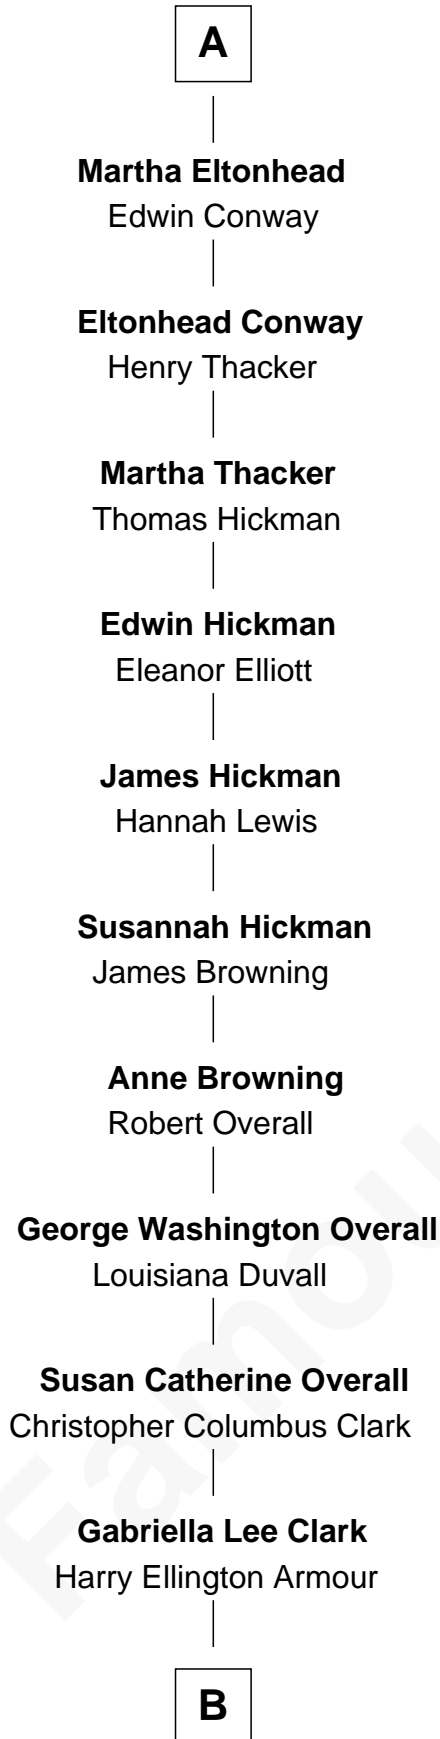 A
Martha Eltonhead
Edwin Conway
Eltonhead Conway
Henry Thacker
Martha Thacker
Thomas Hickman
Edwin Hickman
Eleanor Elliott
James Hickman
Hannah Lewis
Susannah Hickman
James Browning
Anne Browning
Robert Overall
George Washington Overall
Louisiana Duvall
Susan Catherine Overall
Christopher Columbus Clark
Gabriella Lee Clark
Harry Ellington Armour
B
Famou